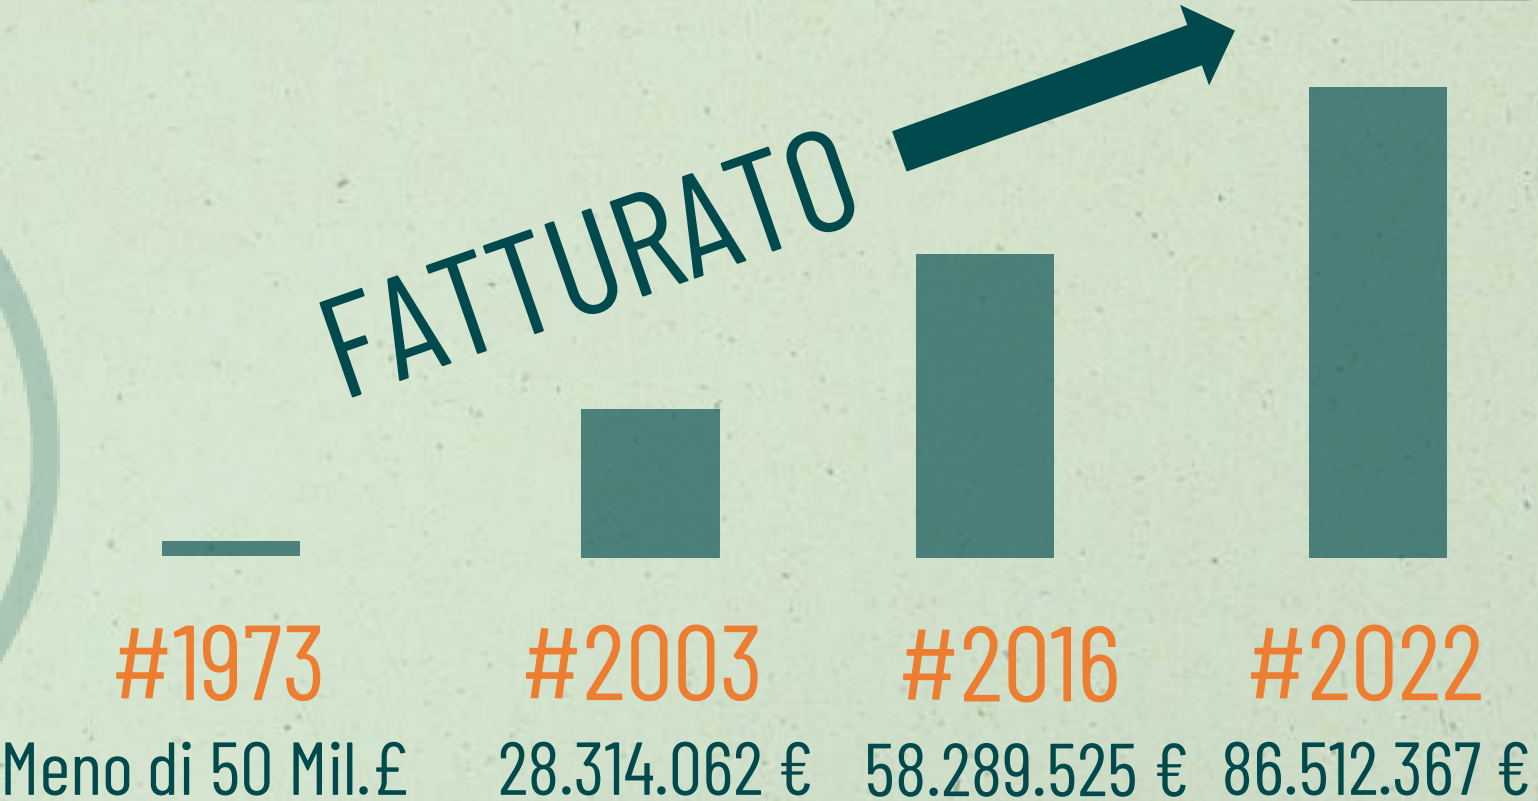 FATTURATO
#1973 #2003 #2016 #2022
Meno di 50 Mil.£ 28.314.062 € 58.289.525 € 86.512.367 €